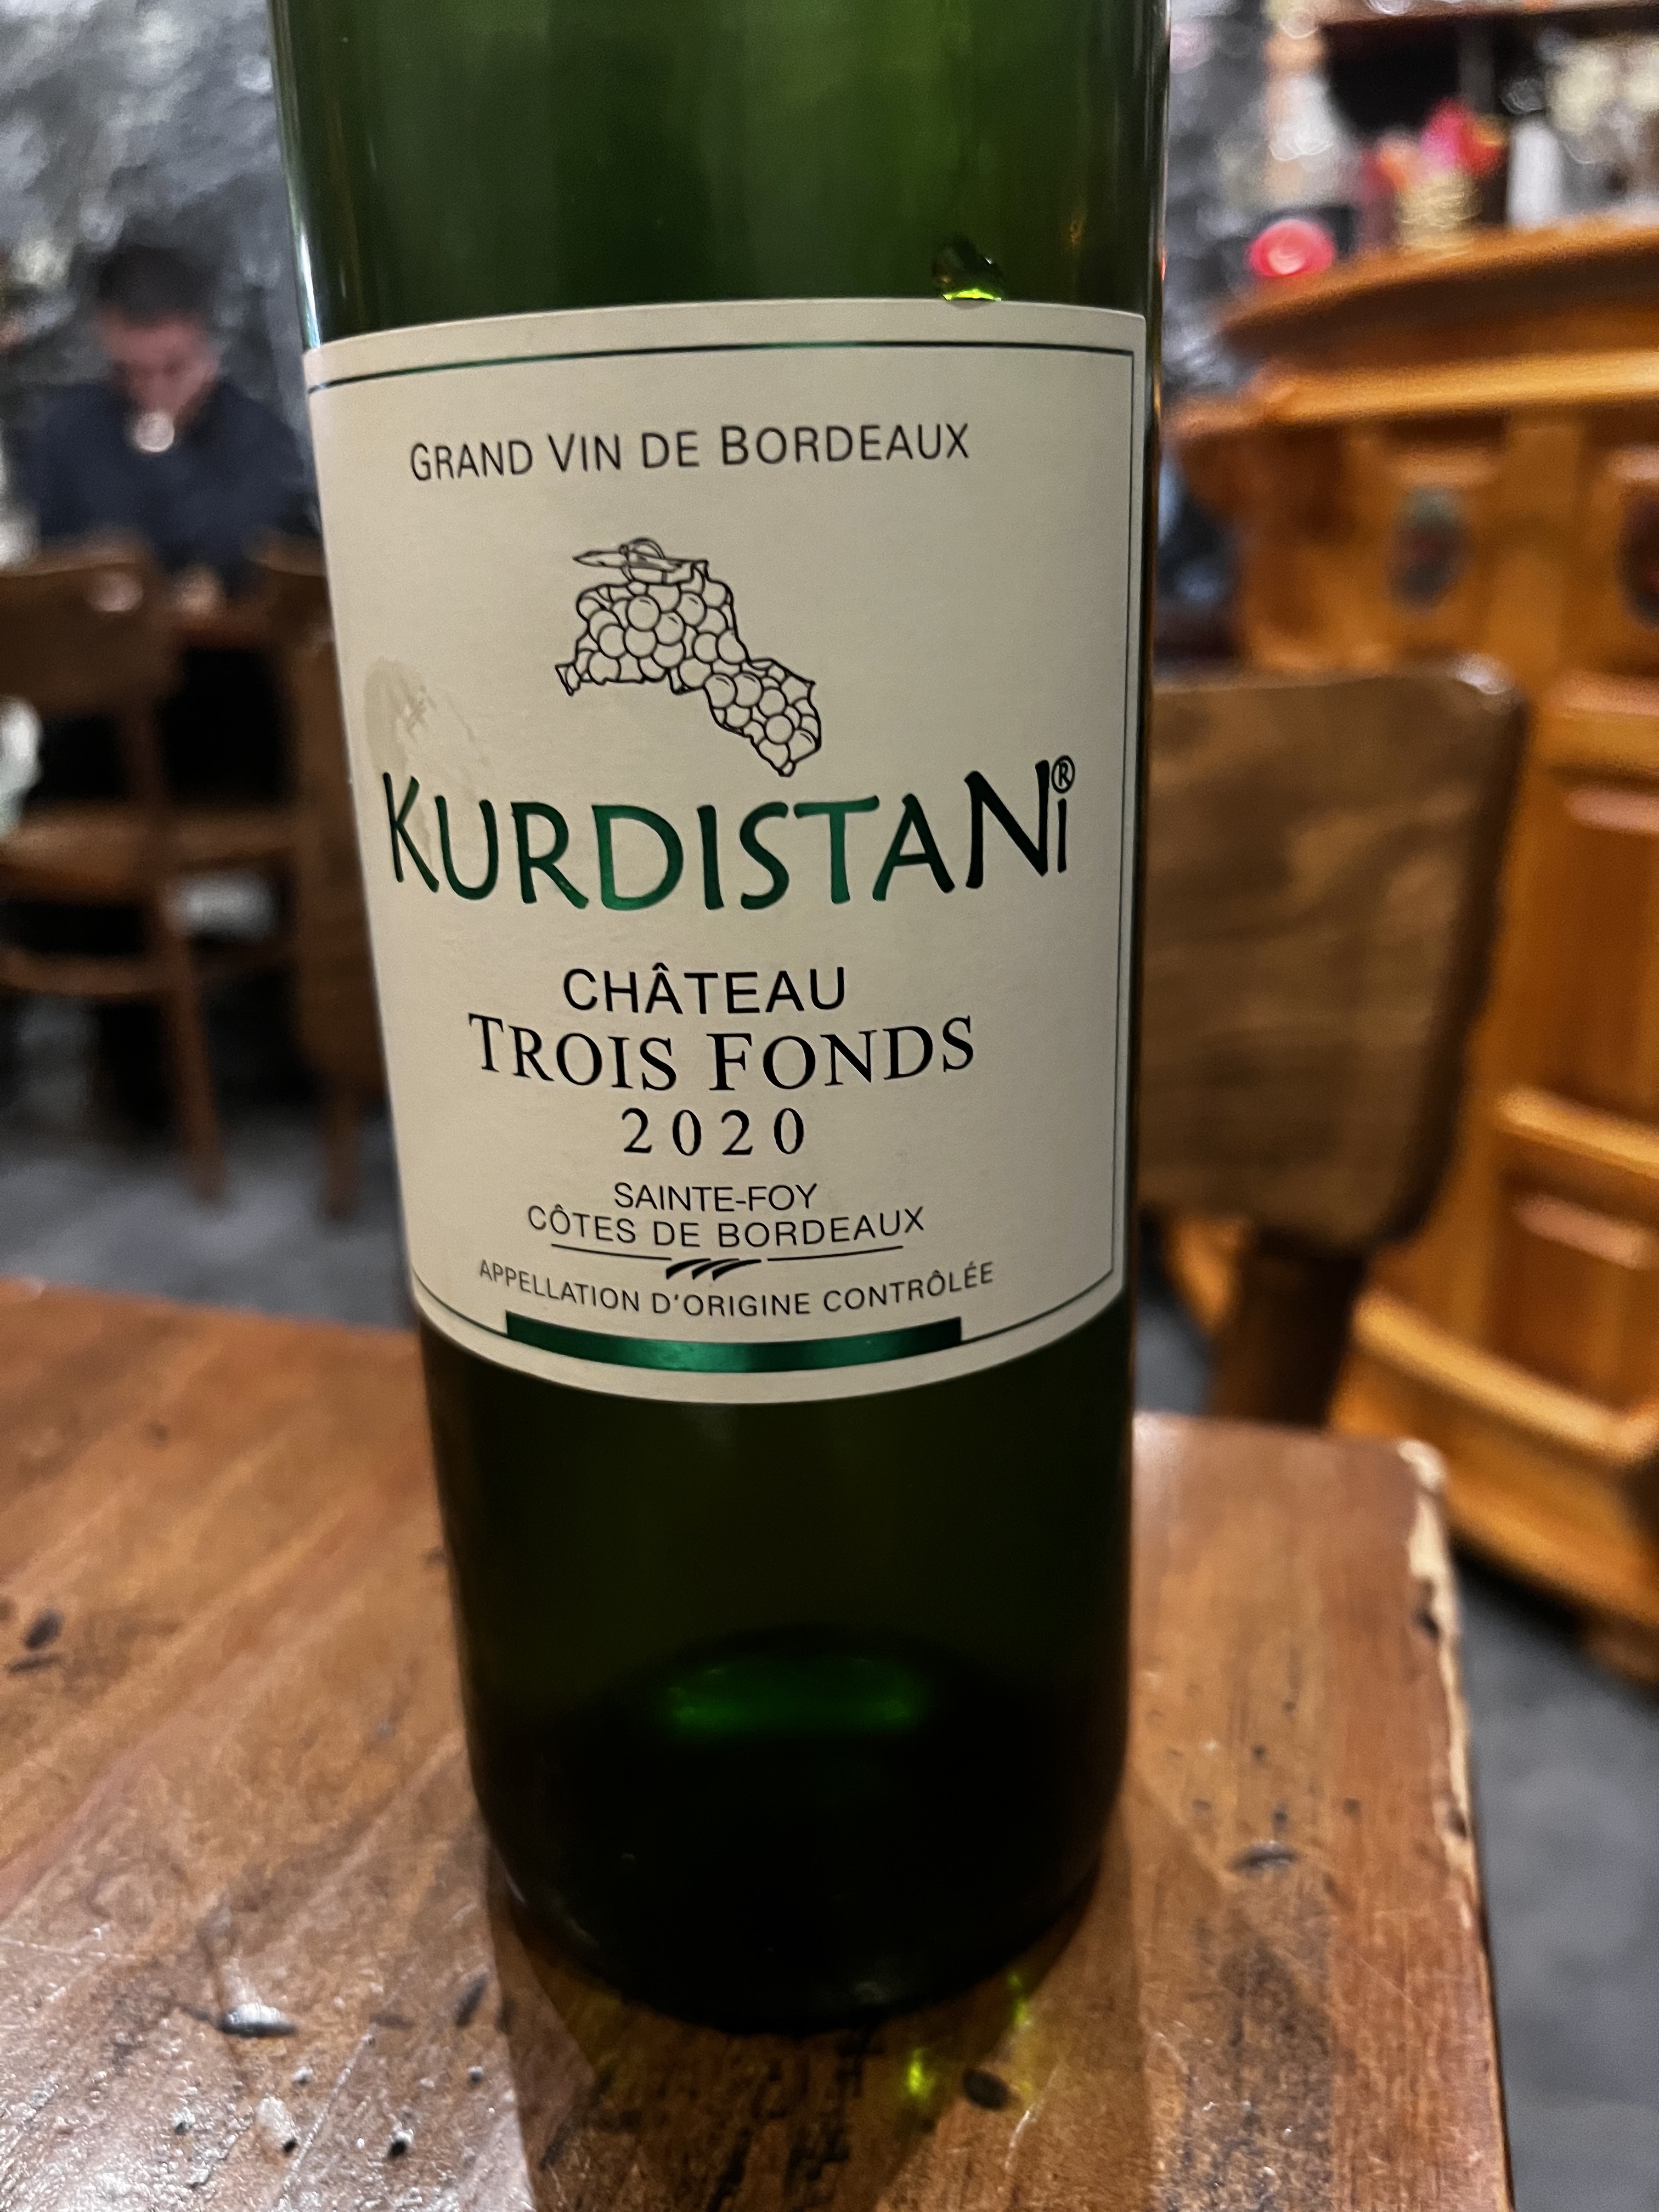 GRAND VIN DE BORDEAUX
KURDISTANi®
CHÂTEAU
TROIS FONDS
2020
SAINTE-FOY
CÔTES DE BORDEAUX
APPELLATION D'ORIGINE CONTRÔLÉE